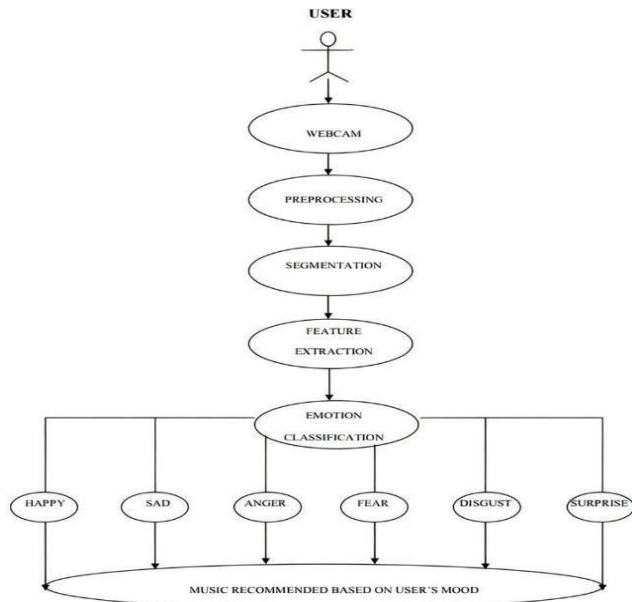 USER
WEBCAM
PREPROCESSING
SEGMENTATION
FEATURE
EXTRACTION
EMOTION
CLASSIFICATION
HAPPY
SAD
ANGER
FEAR
DISGUST
SURPRISE
MUSIC RECOMMENDED BASED ON USER'S MOOD